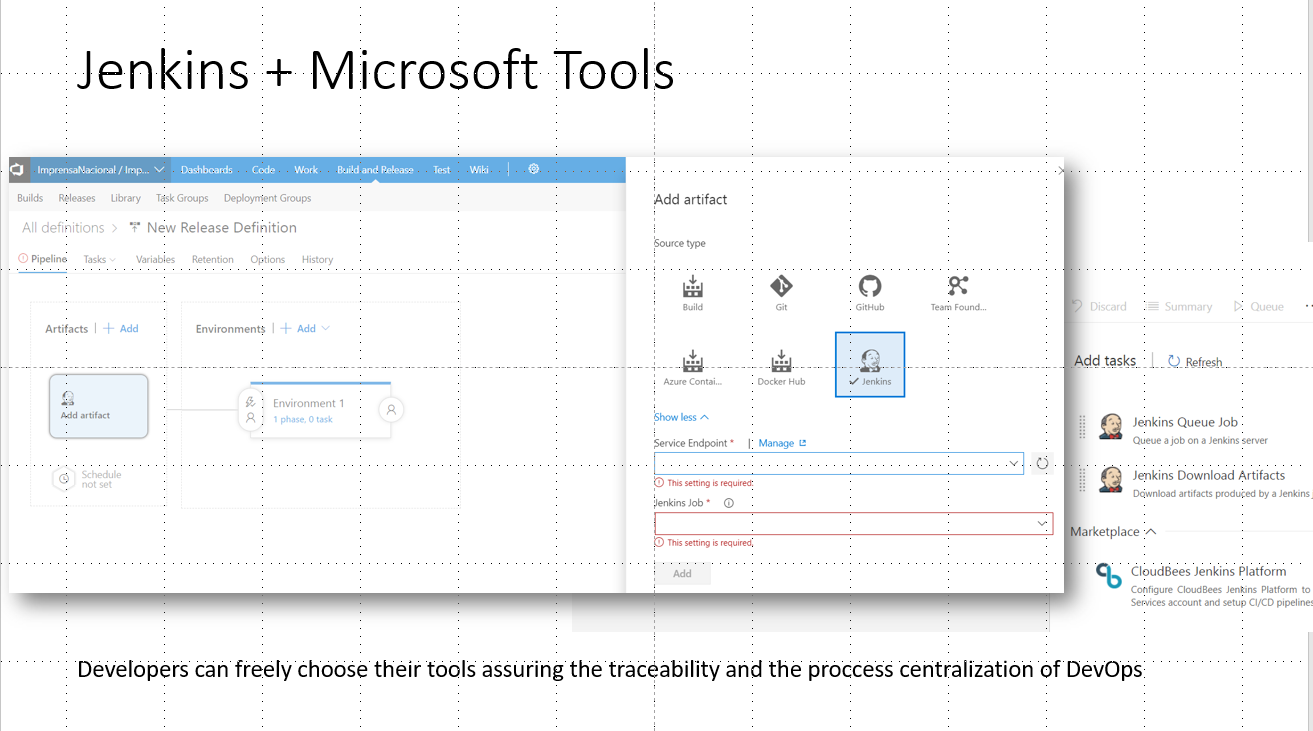 Jenkins + Microsoft Tools
ImprensaNacional / Imp...
Dashboards
Code
Work
Build and Release
Test
Wiki
Builds
Releases
Library
Task Groups
Deployment Groups
All definitions
New Release Definition
Pipeline
Tasks
Variables
Retention
Options
History
Artifacts | + Add
Environments | + Add
Add artifact
Schedule
not set
Environment 1
1 phase, 0 task
Add artifact
Source type
Build
Git
GitHub
Team Found...
Azure Contai...
Docker Hub
Jenkins
Show less
Service Endpoint * | Manage
This setting is required.
Jenkins Job *
This setting is required.
Add
Discard
Summary
Queue
...
Add tasks | Refresh
Jenkins Queue Job
Queue a job on a Jenkins server
Jenkins Download Artifacts
Download artifacts produced by a Jenkins
Marketplace
CloudBees Jenkins Platform
Configure CloudBees Jenkins Platform to
Services account and setup CI/CD pipelines
Developers can freely choose their tools assuring the traceability and the proccess centralization of DevOps